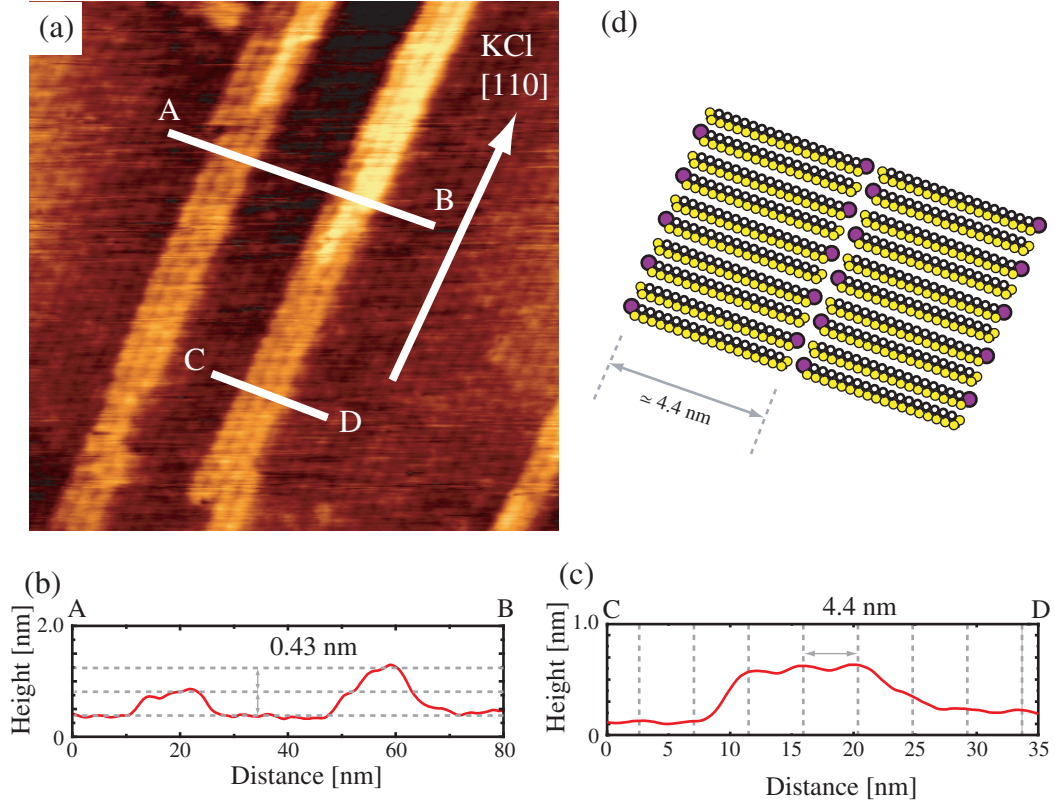 (a)
KCl
[110]
A
B
C
D
(d)
≃ 4.4 nm
(b)
A
B
2.0
0
Height [nm]
0.43 nm
0
20
40
60
80
Distance [nm]
(c)
C
4.4 nm
D
1.0
0
Height [nm]
0
5
10
15
20
25
30
35
Distance [nm]